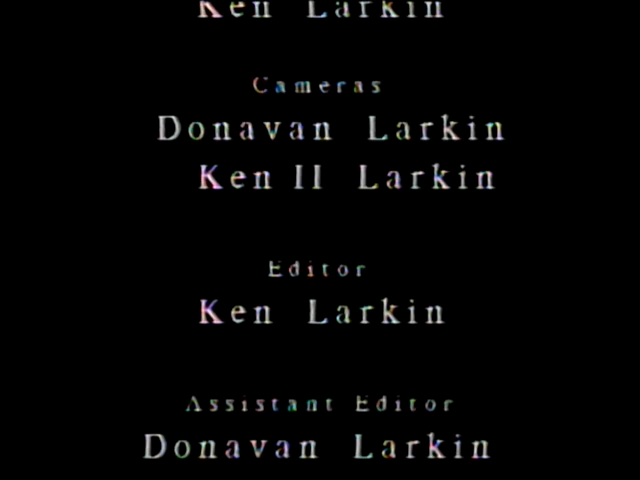 Ken Larkin
Cameras
Donavan Larkin
Ken II Larkin
Editor
Ken Larkin
Assistant Editor
Donavan Larkin